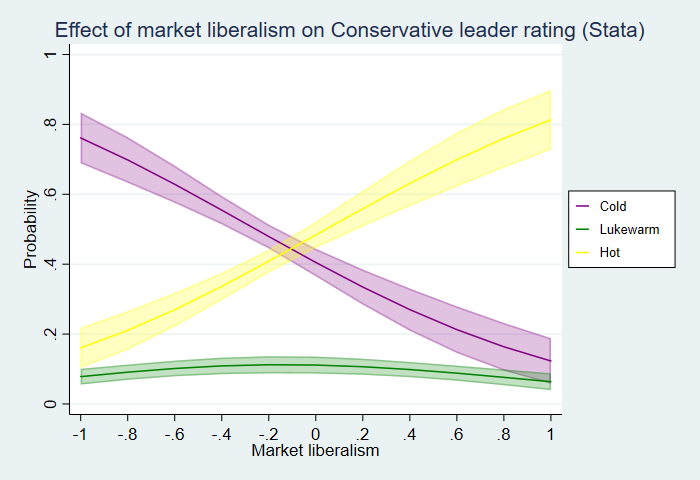 Effect of market liberalism on Conservative leader rating (Stata)
Probability
1
.8
.6
.4
.2
0
-1 -.8 -.6 -.4 -.2 0 .2 .4 .6 .8 1
Market liberalism
Cold
Lukewarm
Hot